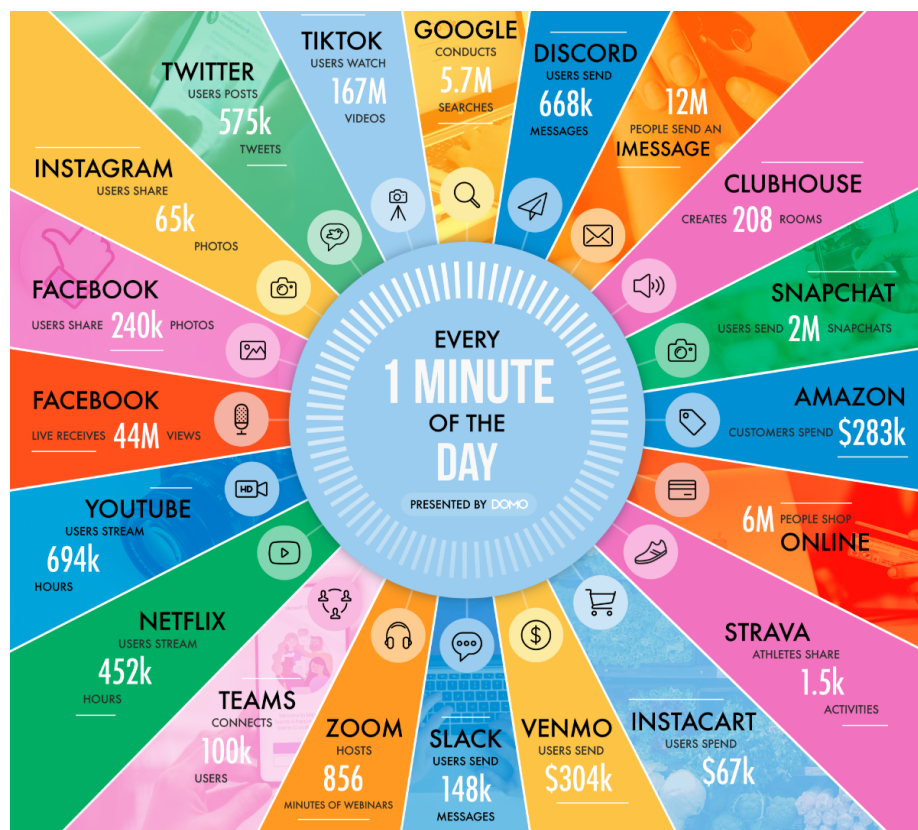 TIKTOK
USERS WATCH
167M
VIDEOS
GOOGLE
CONDUCTS
5.7M
SEARCHES
DISCORD
USERS SEND
668k
MESSAGES
12M
PEOPLE SEND AN
IMESSAGE
CLUBHOUSE
CREATES 208 ROOMS
SNAPCHAT
USERS SEND 2M SNAPCHATS
AMAZON
CUSTOMERS SPEND $283k
6M PEOPLE SHOP
ONLINE
STRAVA
ATHLETES SHARE
1.5k
ACTIVITIES
INSTACART
USERS SPEND
$67k
VENMO
USERS SEND
$304k
SLACK
USERS SEND
148k
MESSAGES
ZOOM
HOSTS
856
MINUTES OF WEBINARS
TEAMS
CONNECTS
100k
USERS
NETFLIX
USERS STREAM
452k
HOURS
YOUTUBE
USERS STREAM
694k
HOURS
FACEBOOK
LIVE RECEIVES 44M VIEWS
FACEBOOK
USERS SHARE 240k PHOTOS
INSTAGRAM
USERS SHARE
65k
PHOTOS
TWITTER
USERS POSTS
575k
TWEETS
EVERY
1 MINUTE
OF THE
DAY
PRESENTED BY DOMO
HD
$